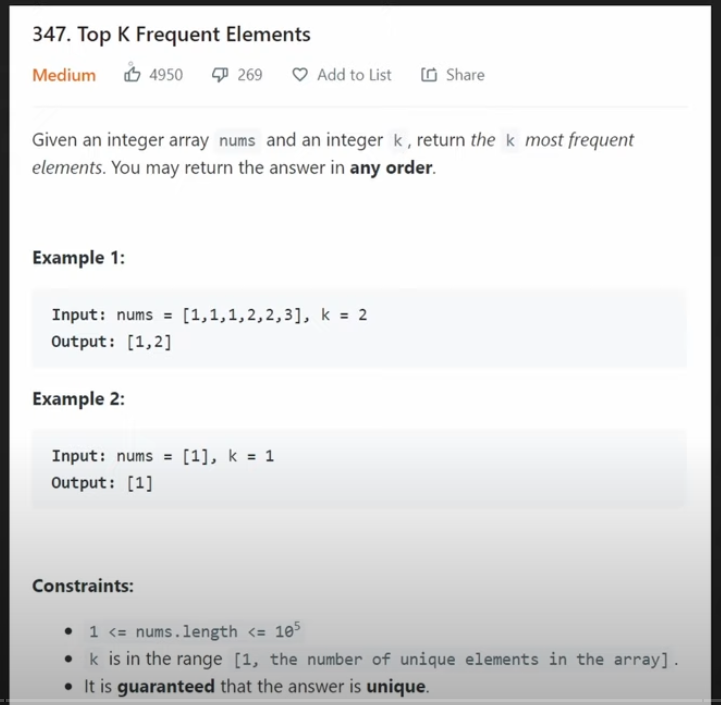 347. Top K Frequent Elements
Medium 4950 269 Add to List Share
Given an integer array nums and an integer k, return the k most frequent
elements. You may return the answer in any order.
Example 1:
Input: nums = [1,1,1,2,2,3], k = 2
Output: [1,2]
Example 2:
Input: nums = [1], k = 1
Output: [1]
Constraints:
• 1 <= nums.length <= 10⁵
• k is in the range [1, the number of unique elements in the array].
• It is guaranteed that the answer is unique.